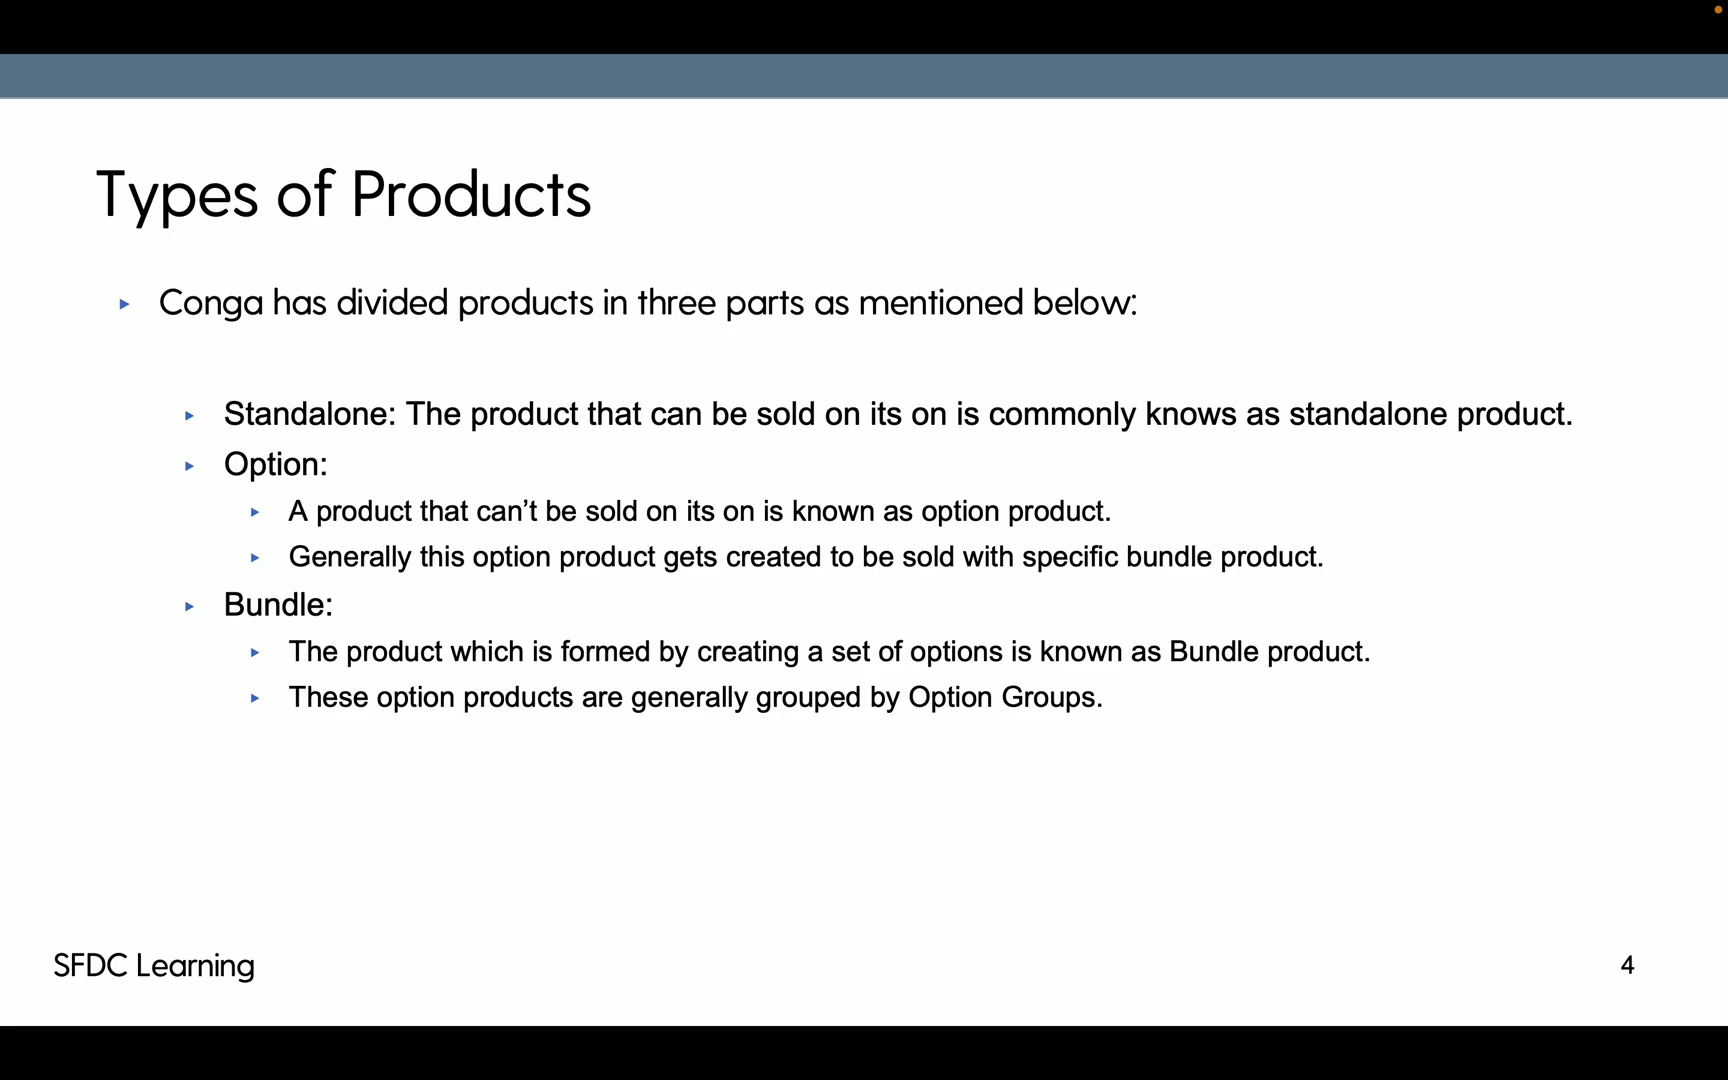 Types of Products
Conga has divided products in three parts as mentioned below:
Standalone: The product that can be sold on its on is commonly knows as standalone product.
Option:
A product that can’t be sold on its on is known as option product.
Generally this option product gets created to be sold with specific bundle product.
Bundle:
The product which is formed by creating a set of options is known as Bundle product.
These option products are generally grouped by Option Groups.
SFDC Learning
4